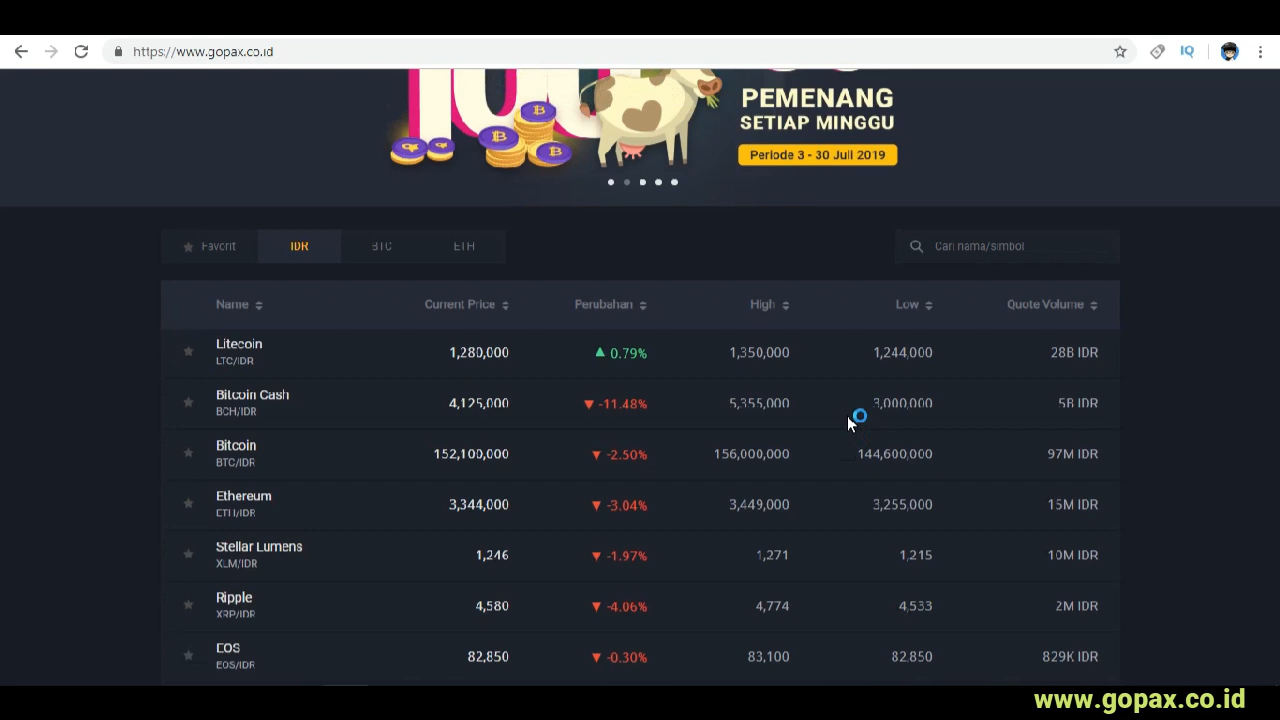 https://www.gopax.co.id
IQ
PEMENANG
SETIAP MINGGU
Periode 3 - 30 Juli 2019
Favorit IDR BTC ETH Cari nama/simbol
Name Current Price Perubahan High Low Quote Volume
Litecoin
LTC/IDR 1,280,000 0.79% 1,350,000 1,244,000 28B IDR
Bitcoin Cash
BCH/IDR 4,125,000 -11.48% 5,355,000 3,000,000 5B IDR
Bitcoin
BTC/IDR 152,100,000 -2.50% 156,000,000 144,600,000 97M IDR
Ethereum
ETH/IDR 3,344,000 -3.04% 3,449,000 3,255,000 15M IDR
Stellar Lumens
XLM/IDR 1,246 -1.97% 1,271 1,215 10M IDR
Ripple
XRP/IDR 4,580 -4.06% 4,774 4,533 2M IDR
EOS
EOS/IDR 82,850 -0.30% 83,100 82,850 829K IDR
www.gopax.co.id